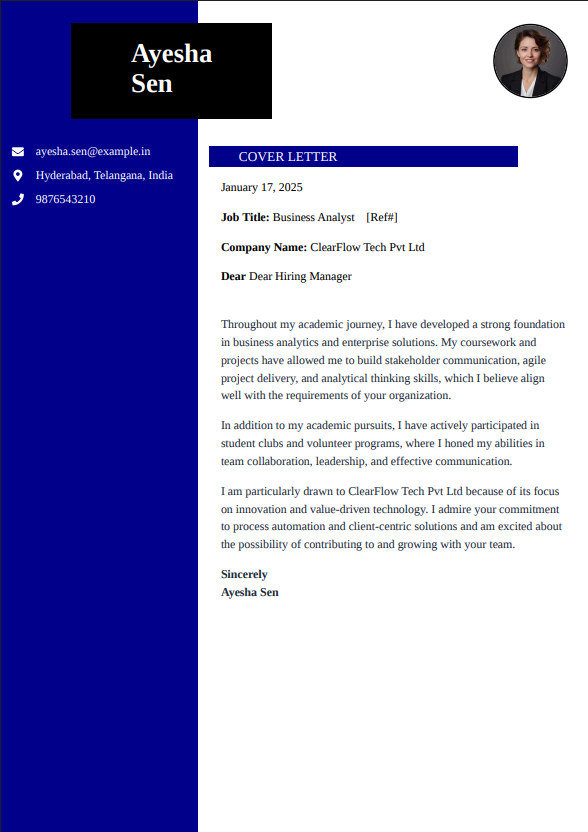 Ayesha
Sen
ayesha.sen@example.in
Hyderabad, Telangana, India
9876543210
COVER LETTER
January 17, 2025
Job Title: Business Analyst [Ref#]
Company Name: ClearFlow Tech Pvt Ltd
Dear Dear Hiring Manager
Throughout my academic journey, I have developed a strong foundation
in business analytics and enterprise solutions. My coursework and
projects have allowed me to build stakeholder communication, agile
project delivery, and analytical thinking skills, which I believe align
well with the requirements of your organization.
In addition to my academic pursuits, I have actively participated in
student clubs and volunteer programs, where I honed my abilities in
team collaboration, leadership, and effective communication.
I am particularly drawn to ClearFlow Tech Pvt Ltd because of its focus
on innovation and value-driven technology. I admire your commitment
to process automation and client-centric solutions and am excited about
the possibility of contributing to and growing with your team.
Sincerely
Ayesha Sen